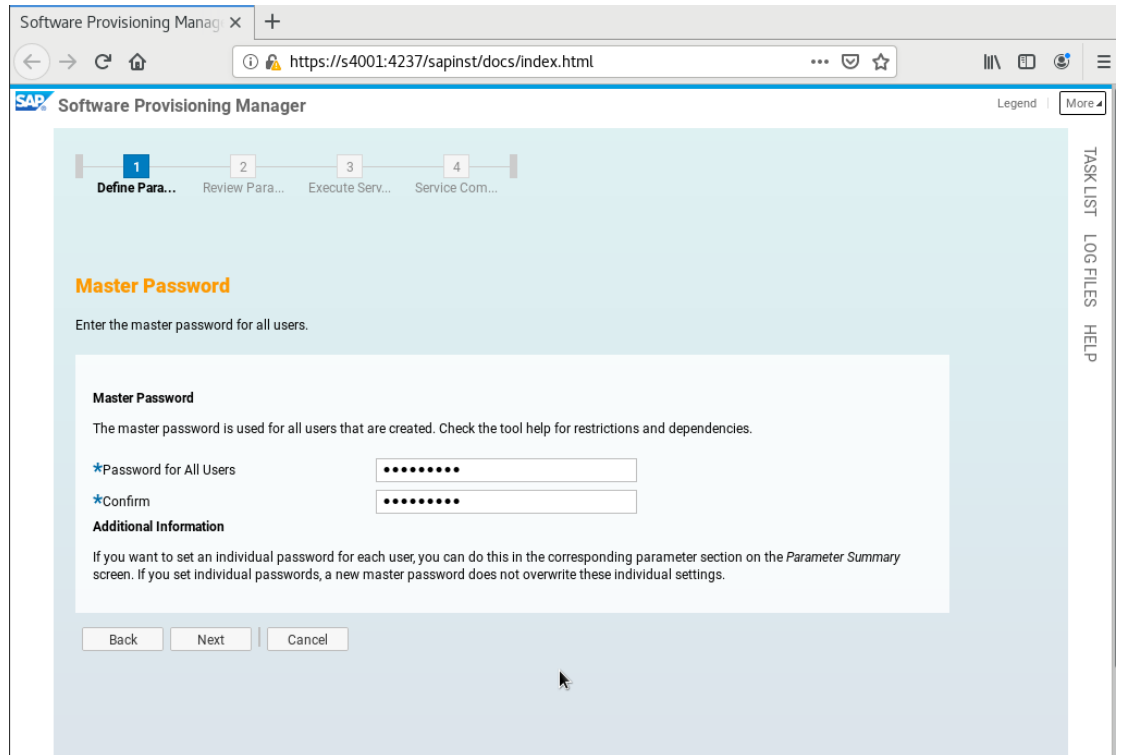 Software Provisioning Manag
https://s4001:4237/sapinst/docs/index.html
SAP Software Provisioning Manager
Legend
More
1
2
3
4
Define Para...
Review Para...
Execute Serv...
Service Com...
TASK LIST
LOG FILES
HELP
Master Password
Enter the master password for all users.
Master Password
The master password is used for all users that are created. Check the tool help for restrictions and dependencies.
*Password for All Users
•••••••••
*Confirm
•••••••••
Additional Information
If you want to set an individual password for each user, you can do this in the corresponding parameter section on the Parameter Summary
screen. If you set individual passwords, a new master password does not overwrite these individual settings.
Back
Next
Cancel